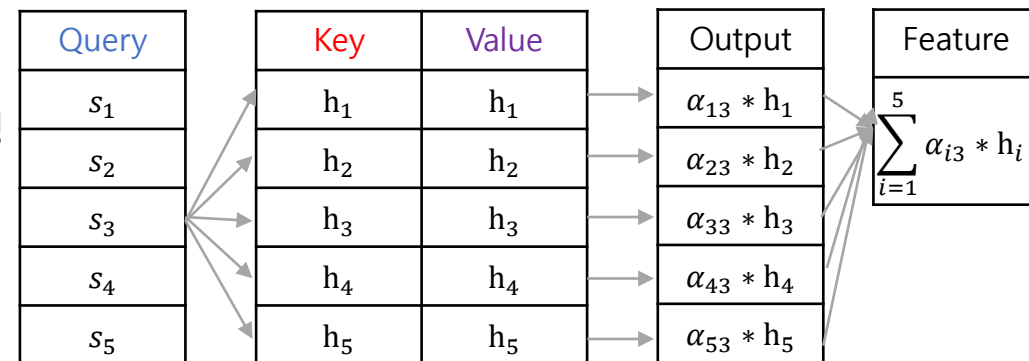 Query Key Value Output Feature
s₁ h₁ h₁ α₁₃ * h₁
s₂ h₂ h₂ α₂₃ * h₂
s₃ h₃ h₃ α₃₃ * h₃
s₄ h₄ h₄ α₄₃ * h₄
s₅ h₅ h₅ α₅₃ * h₅
5
∑ αᵢ₃ * hᵢ
i=1